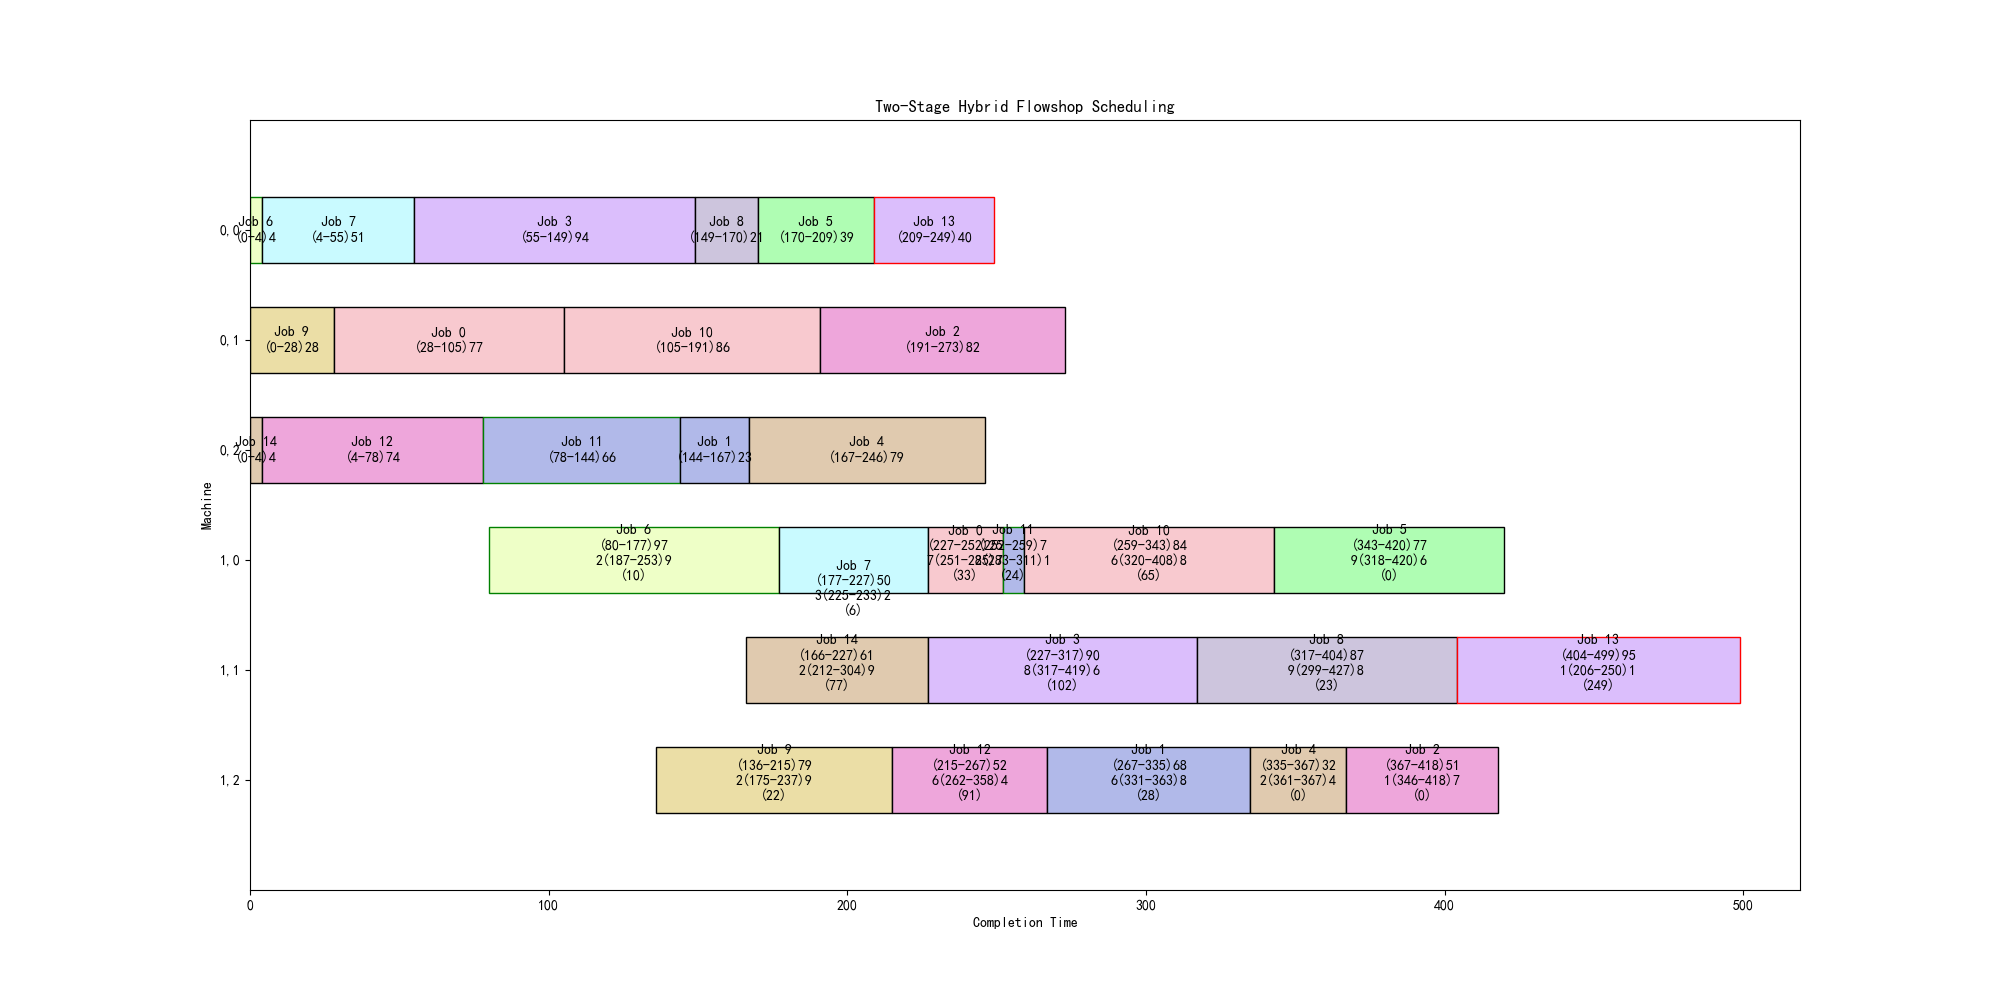 Two-Stage Hybrid Flowshop Scheduling
Machine
0,0
Job 6
(0-4)4
Job 7
(4-55)51
Job 3
(55-149)94
Job 8
(149-170)21
Job 5
(170-209)39
Job 13
(209-249)40
0,1
Job 9
(0-28)28
Job 0
(28-105)77
Job 10
(105-191)86
Job 2
(191-273)82
0,2
Job 14
(0-4)4
Job 12
(4-78)74
Job 11
(78-144)66
Job 1
(144-167)23
Job 4
(167-246)79
1,0
Job 6
(80-177)97
2(187-253)9
(10)
Job 7
(177-227)50
3(225-233)2
(6)
Job 0
(227-252)25
(33)
Job 11
(252-259)7
(24)
Job 10
(259-343)84
6(320-408)8
(65)
Job 5
(343-420)77
9(318-420)6
(0)
1,1
Job 14
(166-227)61
2(212-304)9
(77)
Job 3
(227-317)90
8(317-419)6
(102)
Job 8
(317-404)87
9(299-427)8
(23)
Job 13
(404-499)95
1(206-250)1
(249)
1,2
Job 9
(136-215)79
2(175-237)9
(22)
Job 12
(215-267)52
6(262-358)4
(91)
Job 1
(267-335)68
6(331-363)8
(28)
Job 4
(335-367)32
2(361-367)4
(0)
Job 2
(367-418)51
1(346-418)7
(0)
0
100
200
300
400
500
Completion Time